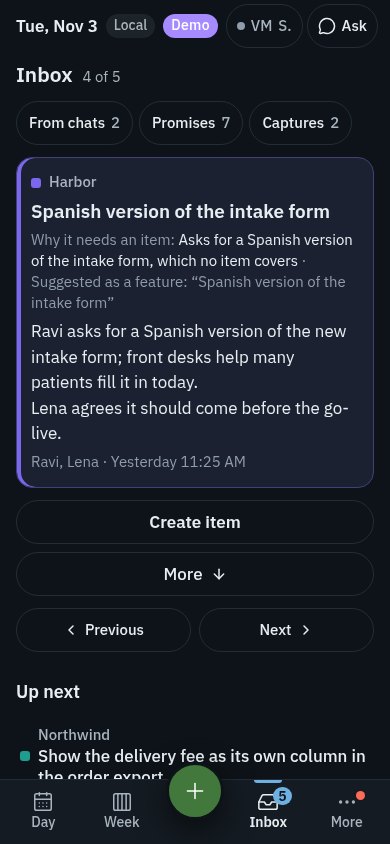 Tue, Nov 3 Local Demo VM S. Ask
Inbox 4 of 5
From chats 2 Promises 7 Captures 2
Harbor
Spanish version of the intake form
Why it needs an item: Asks for a Spanish version
of the intake form, which no item covers ·
Suggested as a feature: “Spanish version of the
intake form”
Ravi asks for a Spanish version of the new
intake form; front desks help many
patients fill it in today.
Lena agrees it should come before the go-
live.
Ravi, Lena · Yesterday 11:25 AM
Create item
More ↓
Previous Next
Up next
Northwind
Show the delivery fee as its own column in
the order export
5
Day Week Inbox More